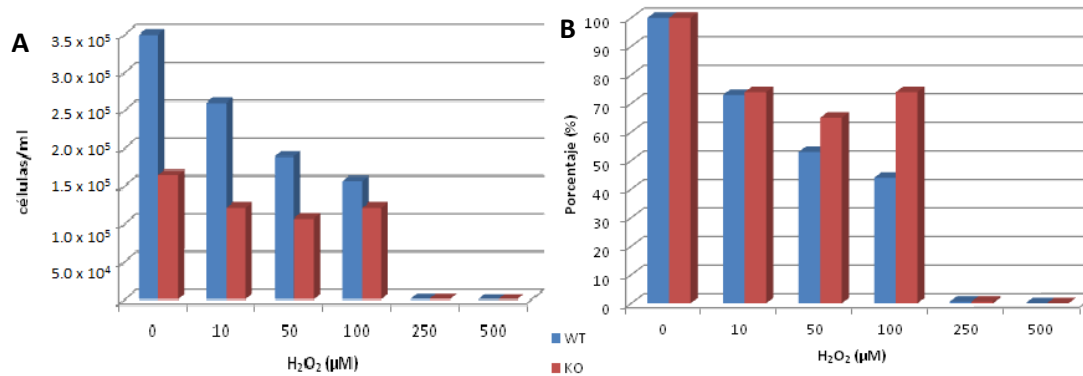 A
células/ml
3.5 x 10⁵
3.0 x 10⁵
2.5 x 10⁵
2.0 x 10⁵
1.5 x 10⁵
1.0 x 10⁵
5.0 x 10⁴
0 10 50 100 250 500
H₂O₂ (µM)
WT
KO
B
Porcentaje (%)
100
90
80
70
60
50
40
30
20
10
0
0 10 50 100 250 500
H₂O₂ (µM)